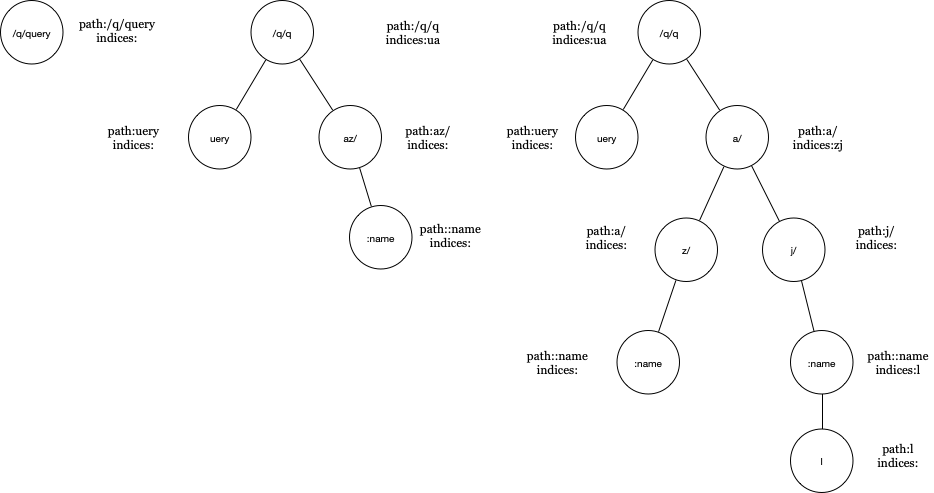 /q/query
path:/q/query
indices:
/q/q
path:/q/q
indices:ua
uery
path:uery
indices:
az/
path:az/
indices:
:name
path::name
indices:
path:/q/q
indices:ua
/q/q
path:uery
indices:
uery
a/
path:a/
indices:zj
path:a/
indices:
z/
j/
path:j/
indices:
path::name
indices:
:name
:name
path::name
indices:l
l
path:l
indices: